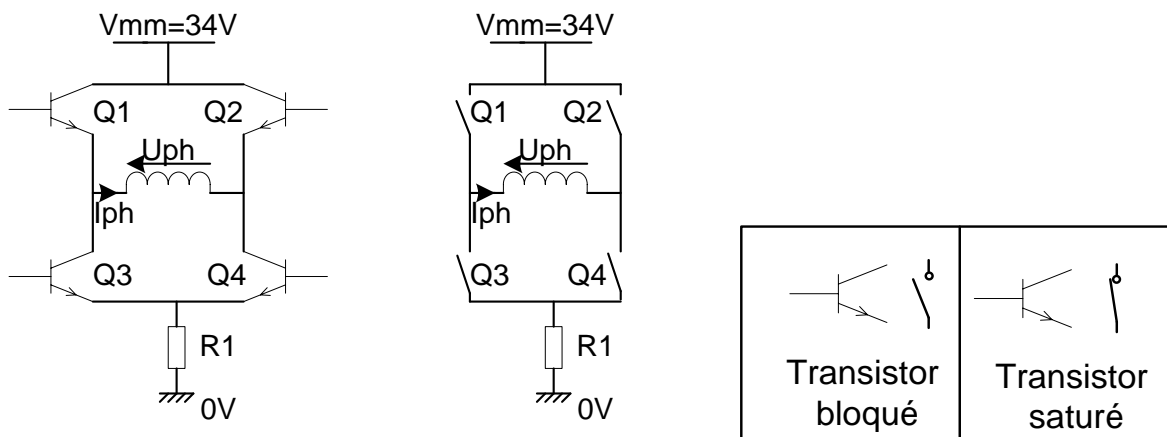 Vmm=34V
Q1
Q2
Uph
Iph
Q3
Q4
R1
0V
Vmm=34V
Q1
Q2
Uph
Iph
Q3
Q4
R1
0V
Transistor
bloqué
Transistor
saturé